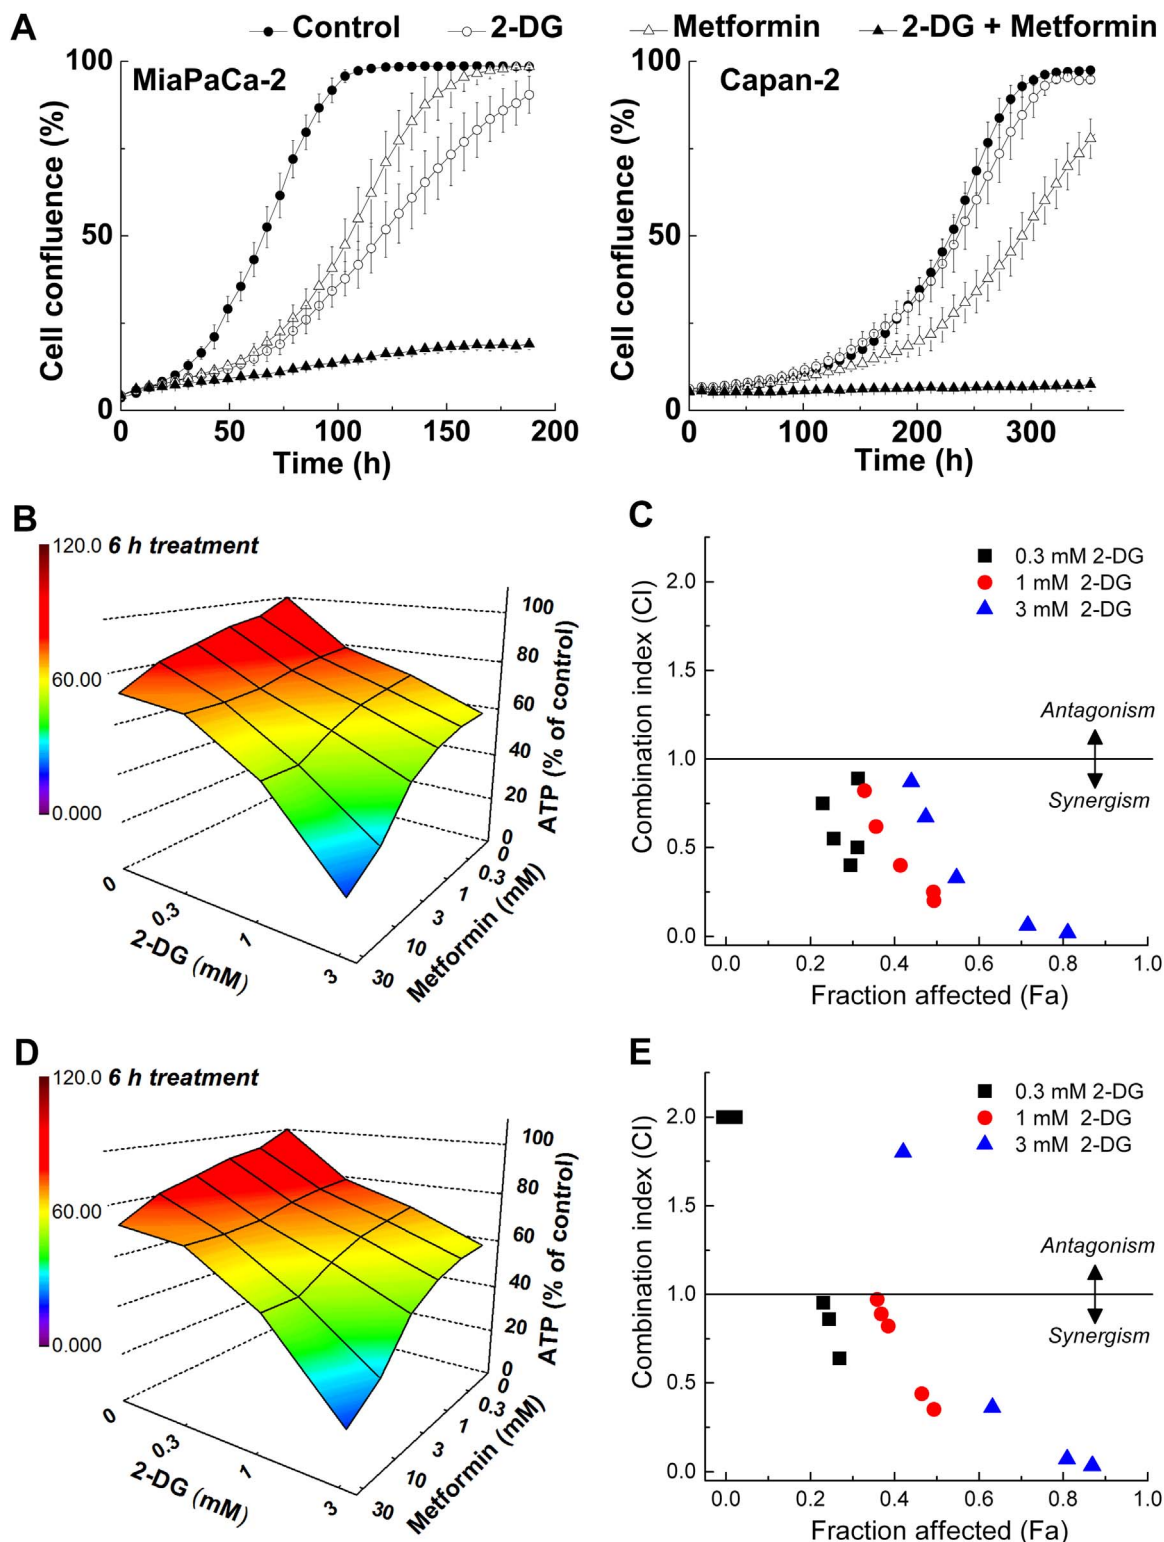 A
Control
2-DG
Metformin
2-DG + Metformin
MiaPaCa-2
100
50
0
Cell confluence (%)
0
50
100
150
200
Time (h)
Capan-2
100
50
0
Cell confluence (%)
0
100
200
300
Time (h)
B
120.0
6 h treatment
60.00
0.000
100
80
60
40
20
0
ATP (% of control)
0
0.3
1
3
2-DG (mM)
0
0.3
1
3
10
30
Metformin (mM)
C
0.3 mM 2-DG
1 mM 2-DG
3 mM 2-DG
2.0
1.5
1.0
0.5
0.0
Combination index (CI)
Antagonism
Synergism
0.0
0.2
0.4
0.6
0.8
1.0
Fraction affected (Fa)
D
120.0
6 h treatment
60.00
0.000
100
80
60
40
20
0
ATP (% of control)
0
0.3
1
3
2-DG (mM)
0
0.3
1
3
10
30
Metformin (mM)
E
0.3 mM 2-DG
1 mM 2-DG
3 mM 2-DG
2.0
1.5
1.0
0.5
0.0
Combination index (CI)
Antagonism
Synergism
0.0
0.2
0.4
0.6
0.8
1.0
Fraction affected (Fa)